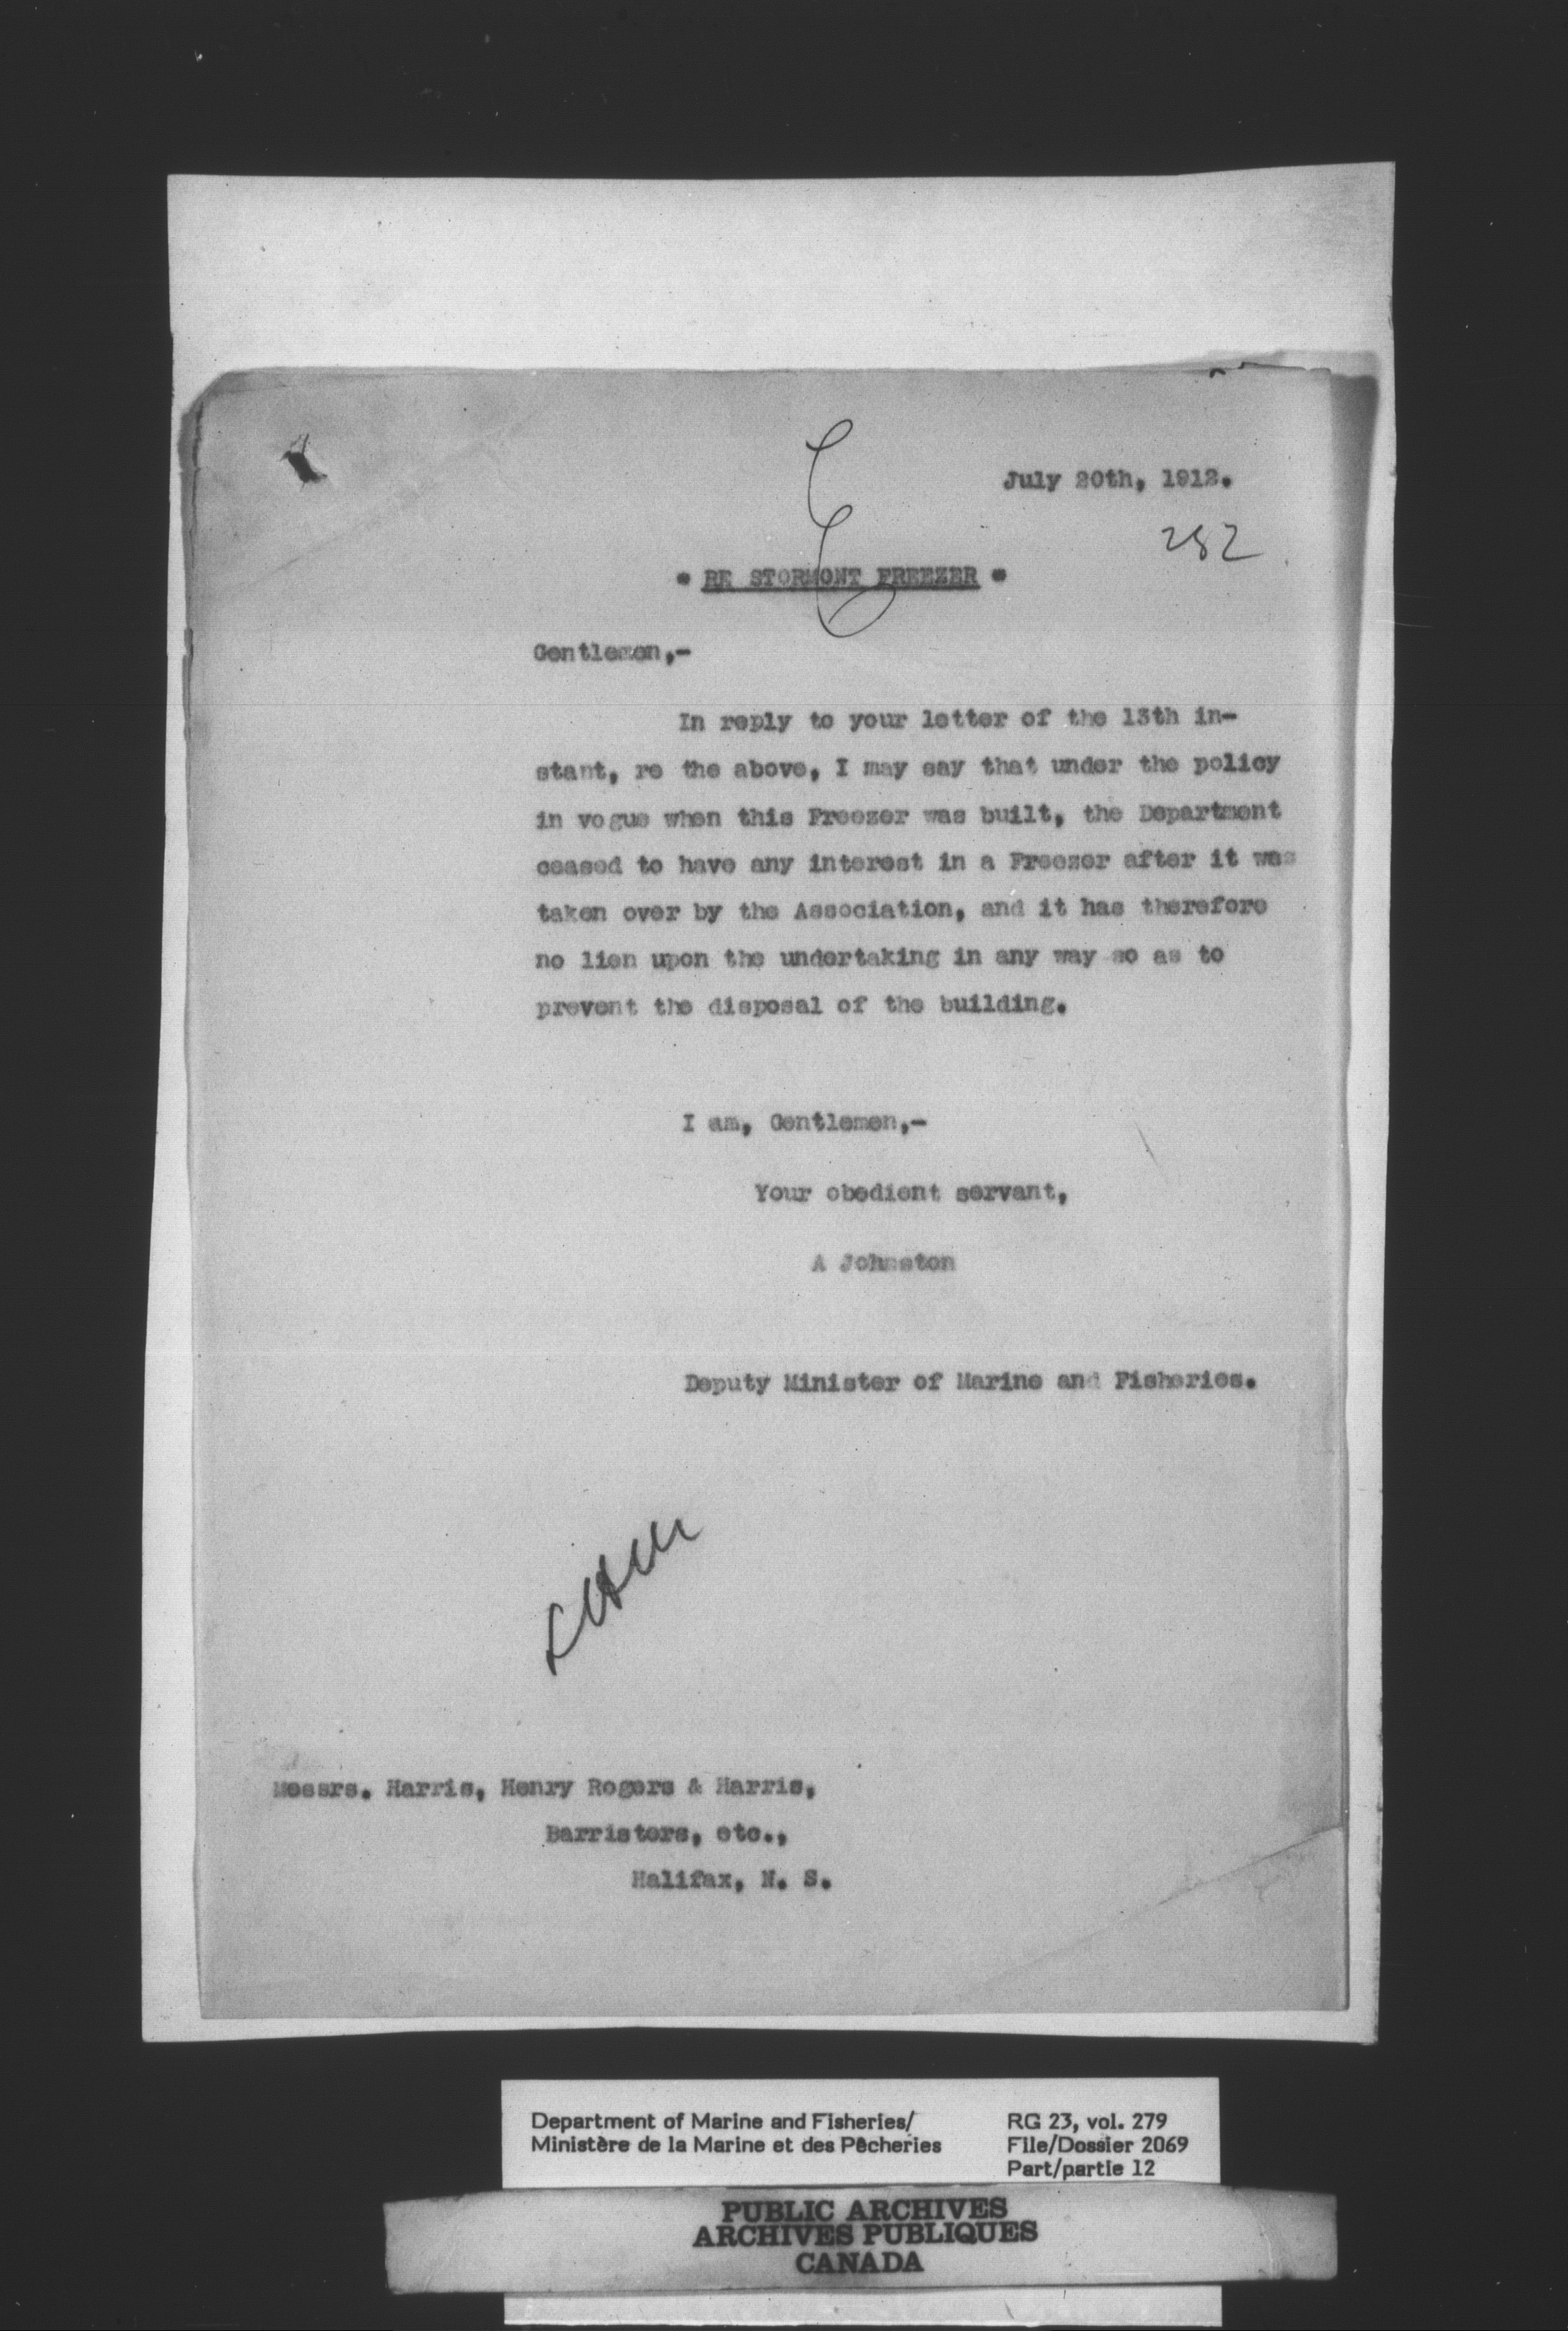 July 20th, 1912.
282
" RE STORMONT FREEZER "
Gentlemen,-
In reply to your letter of the 13th in-
stant, re the above, I may say that under the policy
in vogue when this Freezer was built, the Department
ceased to have any interest in a Freezer after it was
taken over by the Association, and it has therefore
no lien upon the undertaking in any way so as to
prevent the disposal of the building.
I am, Gentlemen,-
Your obedient servant,
A Johnston
Deputy Minister of Marine and Fisheries.
Messrs. Harris, Henry Rogers & Harris,
Barristers, etc.,
Halifax, N. S.
Department of Marine and Fisheries/
Ministère de la Marine et des Pêcheries
RG 23, vol. 279
File/Dossier 2069
Part/partie 12
PUBLIC ARCHIVES
ARCHIVES PUBLIQUES
CANADA